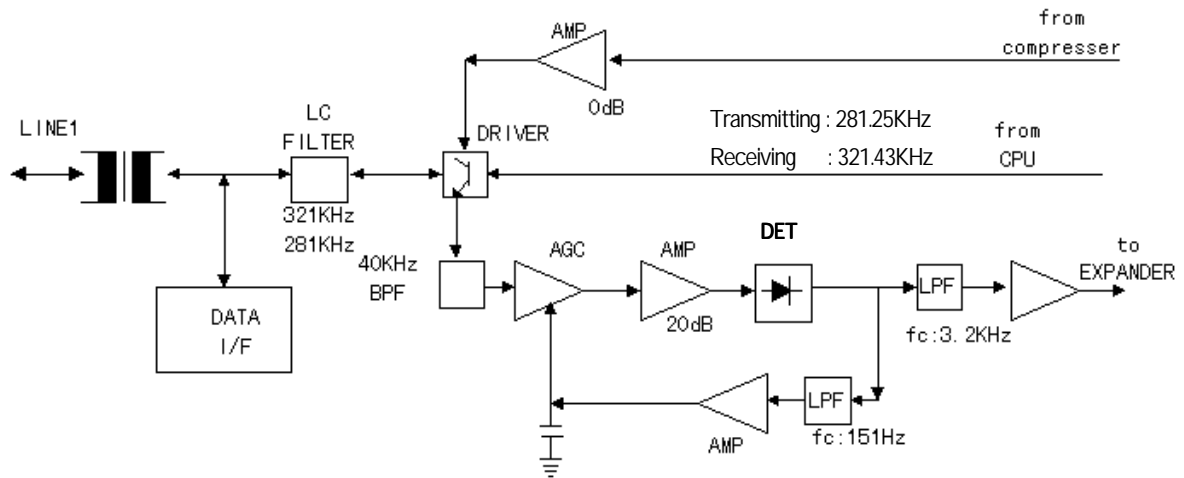 from
compresser
AMP
0dB
LINE1
LC
FILTER
DRIVER
Transmitting : 281.25KHz
Receiving : 321.43KHz
from
CPU
321KHz
281KHz
40KHz
BPF
AGC
AMP
20dB
DET
LPF
fc:3.2KHz
to
EXPANDER
DATA
I/F
LPF
fc:151Hz
AMP